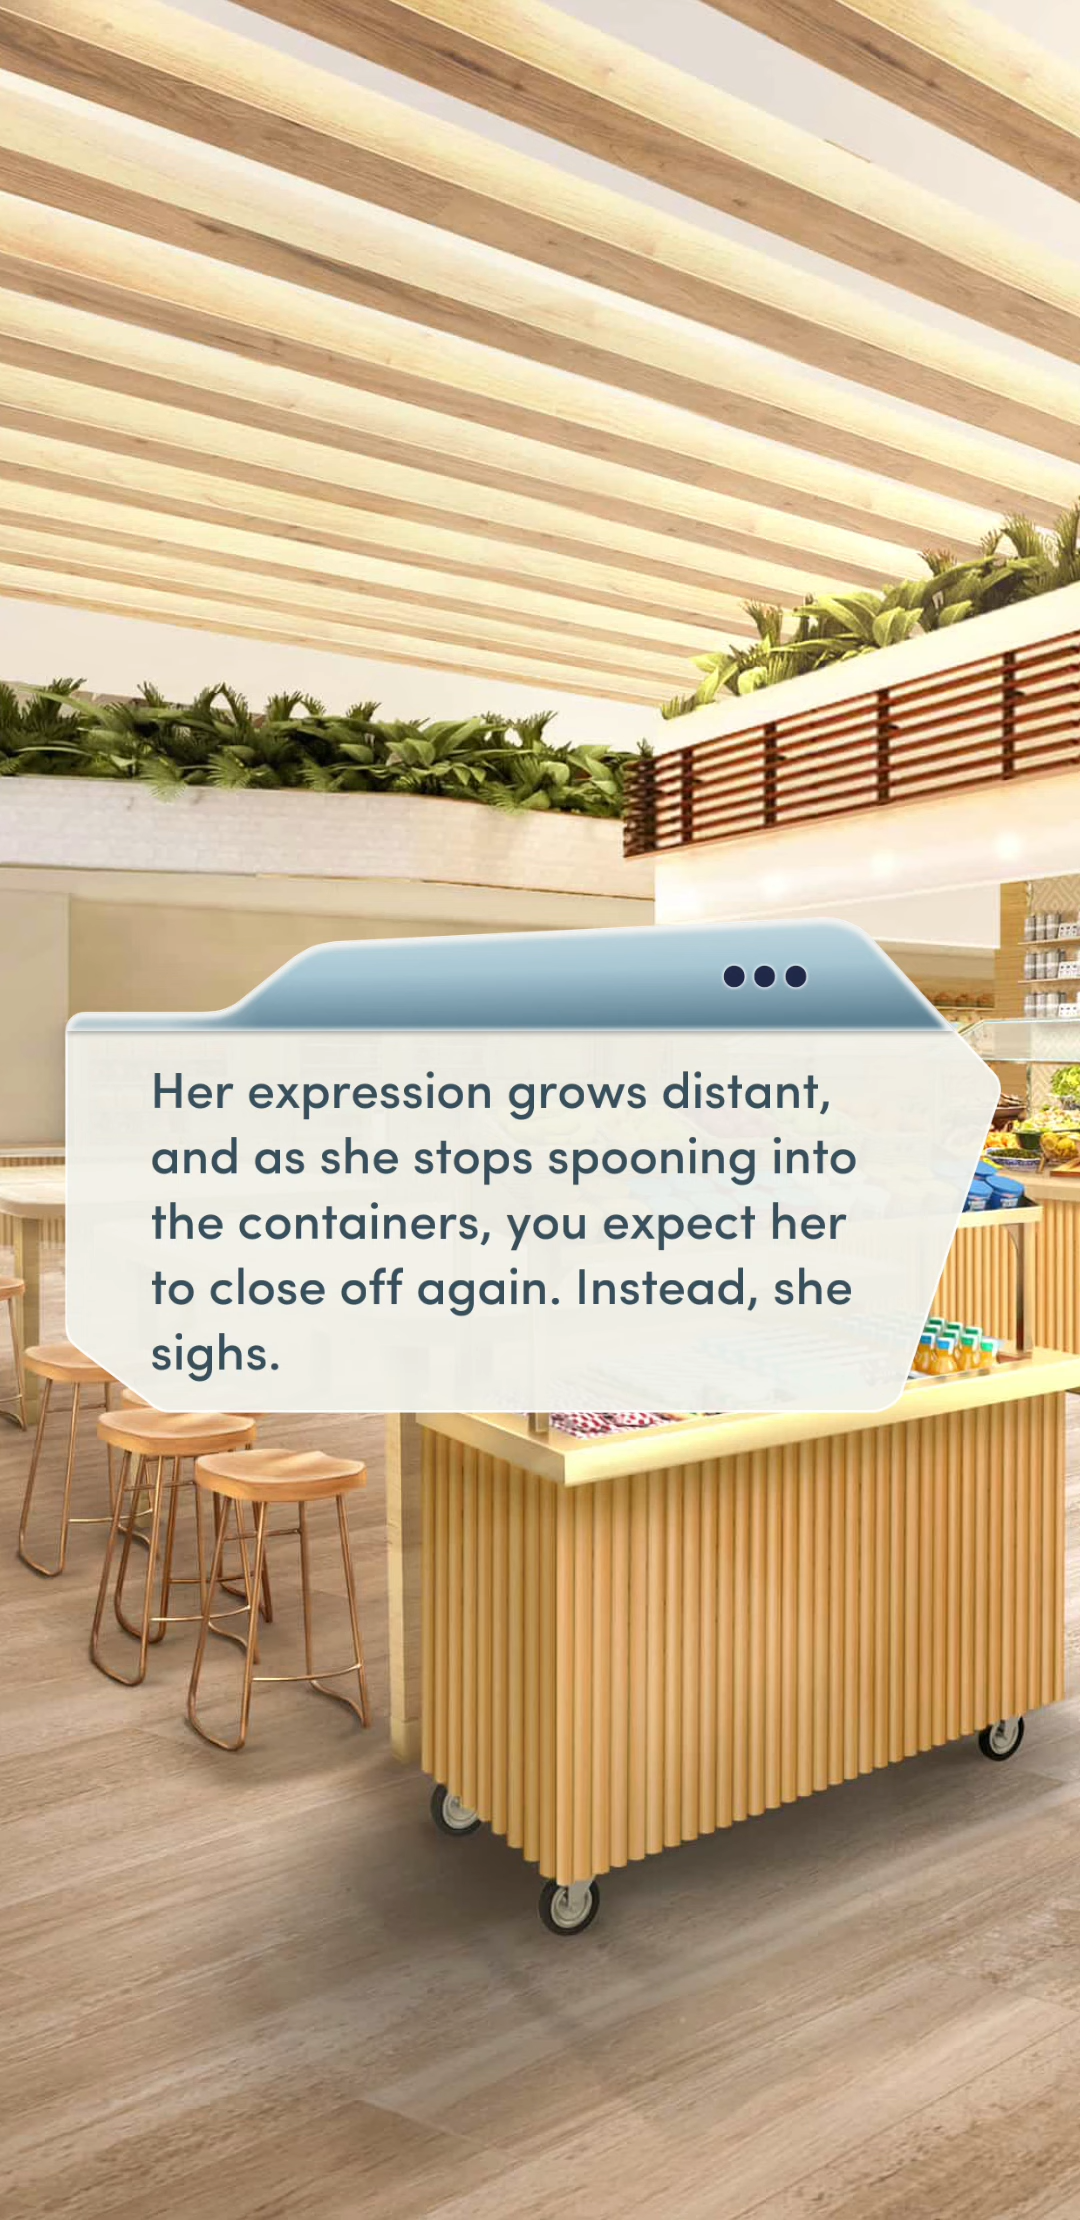 Her expression grows distant,
and as she stops spooning into
the containers, you expect her
to close off again. Instead, she
sighs.